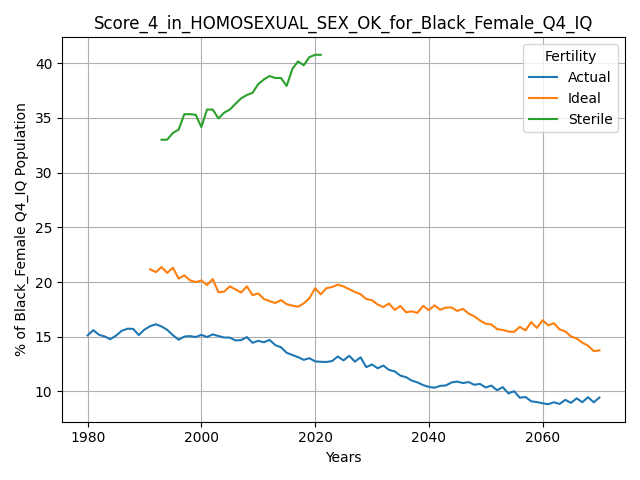 Score_4_in_HOMOSEXUAL_SEX_OK_for_Black_Female_Q4_IQ
% of Black_Female Q4_IQ Population
40
35
30
25
20
15
10
Fertility
Actual
Ideal
Sterile
1980
2000
2020
2040
2060
Years